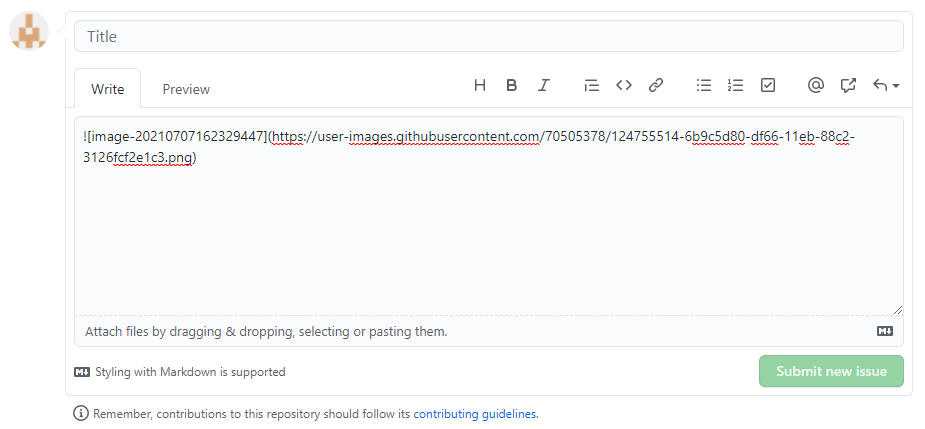 Title
Write Preview
![image-20210707162329447](https://user-images.githubusercontent.com/70505378/124755514-6b9c5d80-df66-11eb-88c2-
3126fcf2e1c3.png)
Attach files by dragging & dropping, selecting or pasting them.
Styling with Markdown is supported
Submit new issue
Remember, contributions to this repository should follow its contributing guidelines.